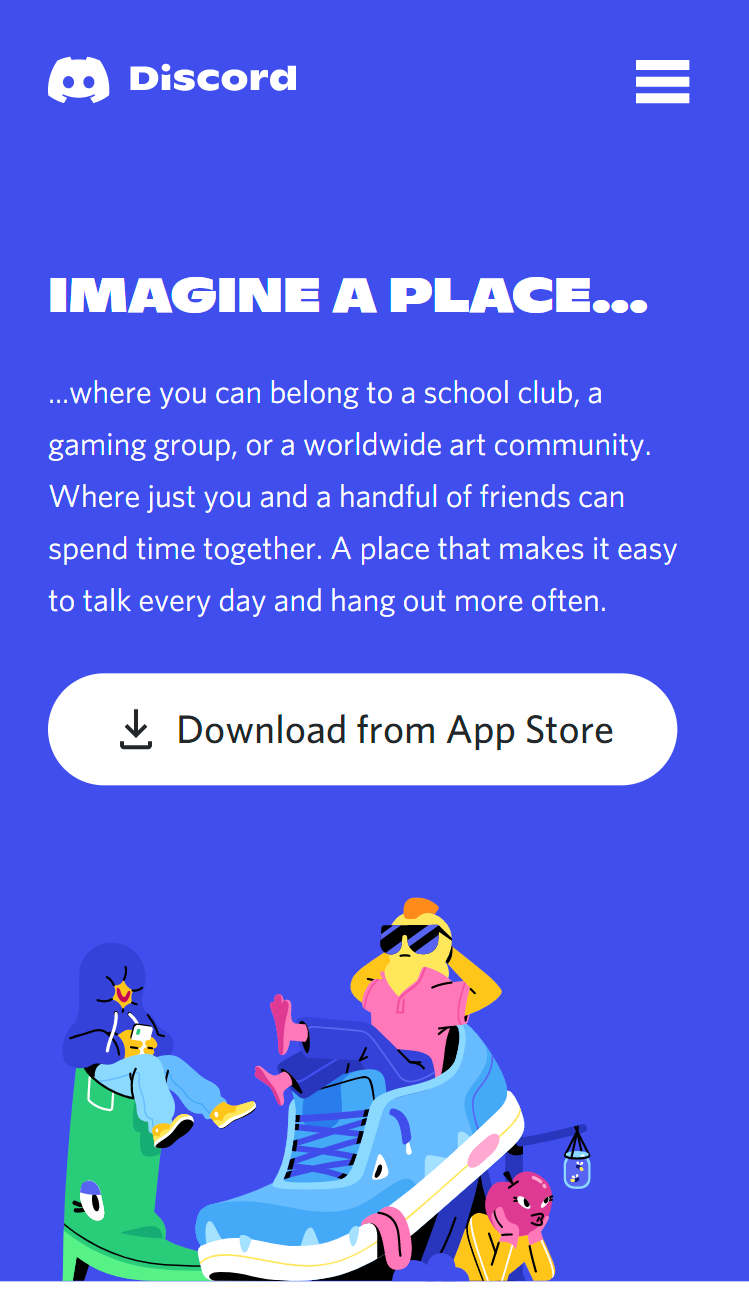 Discord
IMAGINE A PLACE...
...where you can belong to a school club, a
gaming group, or a worldwide art community.
Where just you and a handful of friends can
spend time together. A place that makes it easy
to talk every day and hang out more often.
Download from App Store